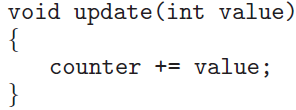 void update(int value)
{
counter += value;
}